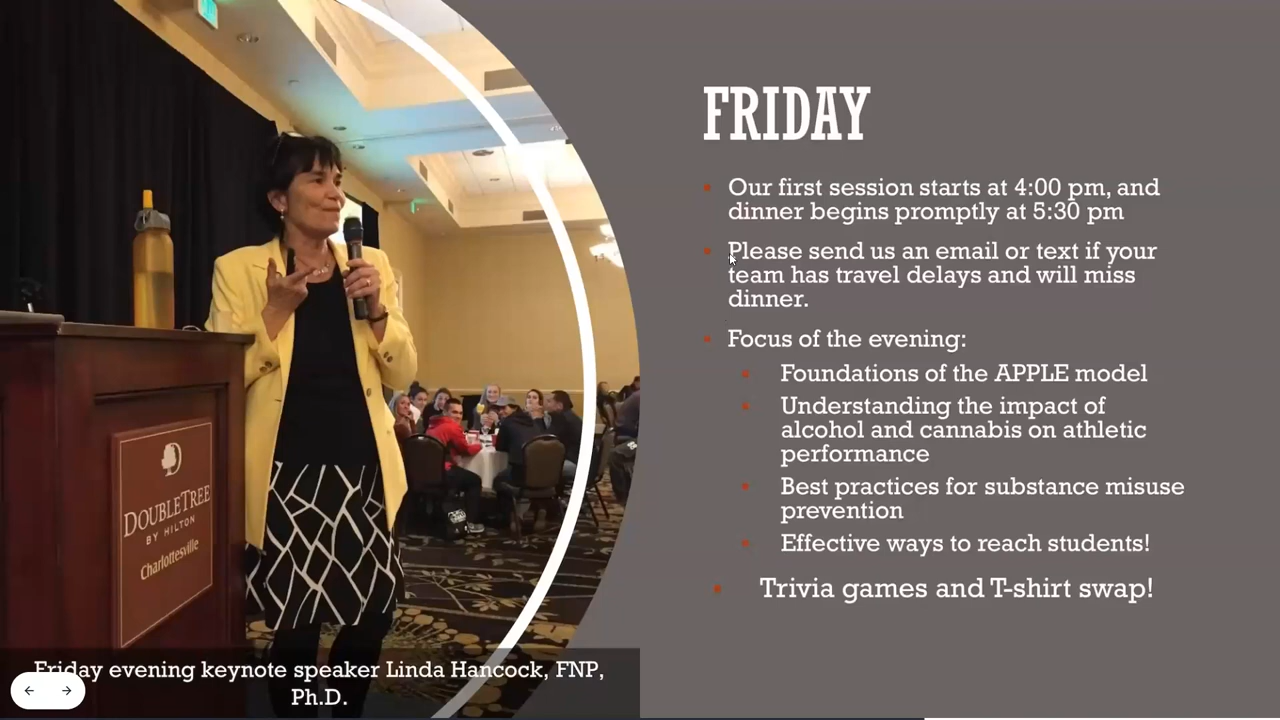 FRIDAY
Our first session starts at 4:00 pm, and
dinner begins promptly at 5:30 pm
Please send us an email or text if your
team has travel delays and will miss
dinner.
Focus of the evening:
Foundations of the APPLE model
Understanding the impact of
alcohol and cannabis on athletic
performance
Best practices for substance misuse
prevention
Effective ways to reach students!
Trivia games and T-shirt swap!
DOUBLETREE
BY HILTON
Charlottesville
Friday evening keynote speaker Linda Hancock, FNP,
Ph.D.